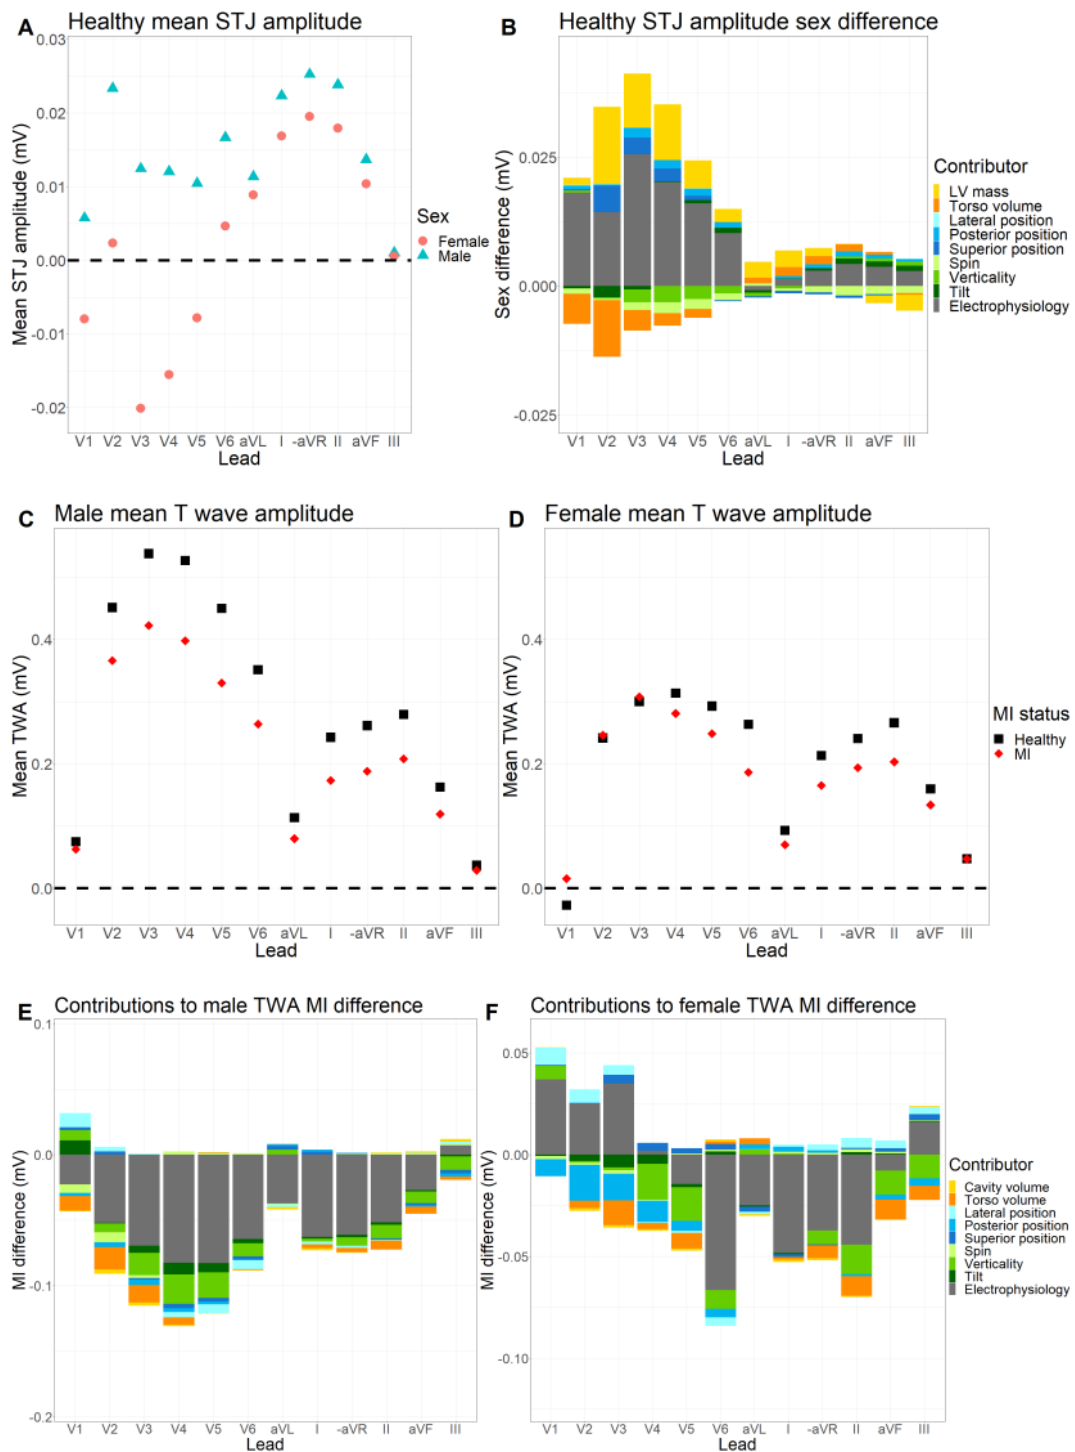 A Healthy mean STJ amplitude
0.03
0.02
0.01
0.00
-0.01
-0.02
Mean STJ amplitude (mV)
V1 V2 V3 V4 V5 V6 aVL I -aVR II aVF III
Lead
Sex
Female
Male
B Healthy STJ amplitude sex difference
0.025
0.000
-0.025
Sex difference (mV)
V1 V2 V3 V4 V5 V6 aVL I -aVR II aVF III
Lead
Contributor
LV mass
Torso volume
Lateral position
Posterior position
Superior position
Spin
Verticality
Tilt
Electrophysiology
C Male mean T wave amplitude
0.4
0.2
0.0
Mean TWA (mV)
V1 V2 V3 V4 V5 V6 aVL I -aVR II aVF III
Lead
D Female mean T wave amplitude
0.4
0.2
0.0
Mean TWA (mV)
V1 V2 V3 V4 V5 V6 aVL I -aVR II aVF III
Lead
MI status
Healthy
MI
E Contributions to male TWA MI difference
0.1
0.0
-0.1
-0.2
MI difference (mV)
V1 V2 V3 V4 V5 V6 aVL I -aVR II aVF III
Lead
F Contributions to female TWA MI difference
0.05
0.00
-0.05
-0.10
MI difference (mV)
V1 V2 V3 V4 V5 V6 aVL I -aVR II aVF III
Lead
Contributor
Cavity volume
Torso volume
Lateral position
Posterior position
Superior position
Spin
Verticality
Tilt
Electrophysiology